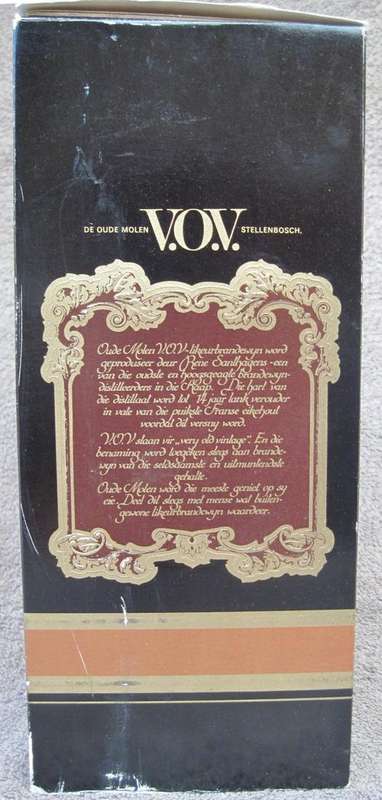 DE OUDE MOLEN V.O.V. STELLENBOSCH.
Oude Molen V.O.V-likeurbrandewyn word
geproduseer deur Rene Santhagens-een
van die oudste en hoogsgraagte brandewyn-
distilleerders in die Kaap. Die hart van
die distillaat word tot 14 jaar lank verouder
in vate van die puikste Franse eikehout
voordat dit versny word.
V.O.V. staan vir „very old vintage". En die
benaming word toegeken slegs aan brande-
wyn van die seldsaamste en uitmuntendste
gehalte.
Oude Molen word die meeste geniet op sy
eie. Deel dit slegs met mense wat buiten-
gewone likeurbrandewyn waardeer.